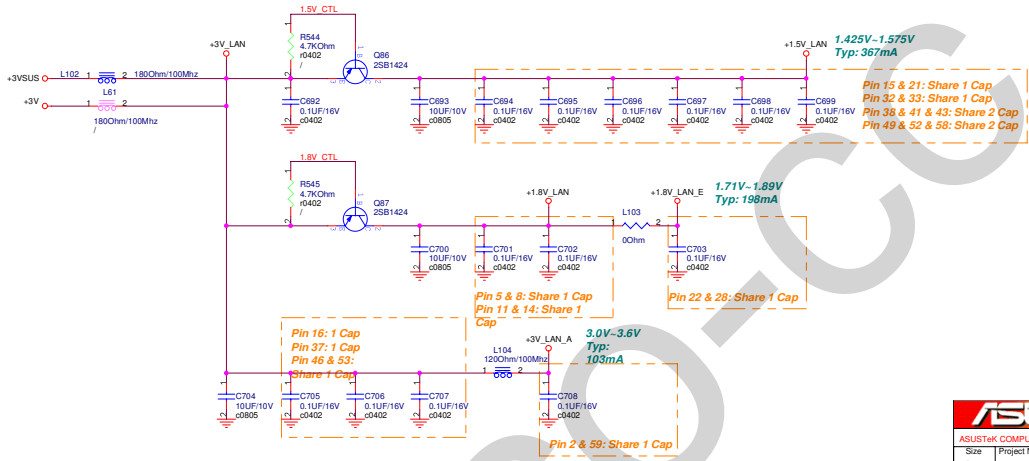 1.5V_CTL
+3V_LAN
R544
4.7KOhm
r0402
/
Q86
2SB1424
+1.5V_LAN
1.425V~1.575V
Typ: 367mA
+3VSUS
L102
1
2
180Ohm/100Mhz
+3V
L61
1
2
180Ohm/100Mhz
/
C692
0.1UF/16V
c0402
C693
10UF/10V
c0805
C694
0.1UF/16V
c0402
C695
0.1UF/16V
c0402
C696
0.1UF/16V
c0402
C697
0.1UF/16V
c0402
C698
0.1UF/16V
c0402
C699
0.1UF/16V
c0402
Pin 15 & 21: Share 1 Cap
Pin 32 & 33: Share 1 Cap
Pin 38 & 41 & 43: Share 2 Cap
Pin 49 & 52 & 58: Share 2 Cap
1.8V_CTL
R545
4.7KOhm
r0402
/
Q87
2SB1424
+1.8V_LAN
L103
1
2
0Ohm
+1.8V_LAN_E
1.71V~1.89V
Typ: 198mA
C700
10UF/10V
c0805
C701
0.1UF/16V
c0402
C702
0.1UF/16V
c0402
C703
0.1UF/16V
c0402
Pin 5 & 8: Share 1 Cap
Pin 11 & 14: Share 1
Cap
Pin 22 & 28: Share 1 Cap
Pin 16: 1 Cap
Pin 37: 1 Cap
Pin 46 & 53:
Share 1 Cap
L104
120Ohm/100Mhz
1
2
+3V_LAN_A
3.0V~3.6V
Typ:
103mA
C704
10UF/10V
c0805
C705
0.1UF/16V
c0402
C706
0.1UF/16V
c0402
C707
0.1UF/16V
c0402
C708
0.1UF/16V
c0402
Pin 2 & 59: Share 1 Cap
Size